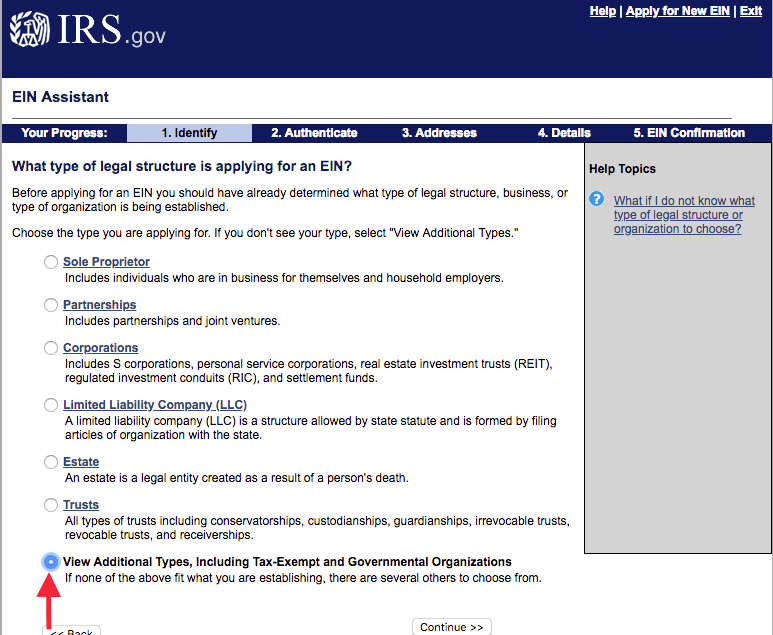 IRS.gov
Help | Apply for New EIN | Exit
EIN Assistant
Your Progress: 1. Identify 2. Authenticate 3. Addresses 4. Details 5. EIN Confirmation
What type of legal structure is applying for an EIN?
Before applying for an EIN you should have already determined what type of legal structure, business, or
type of organization is being established.
Choose the type you are applying for. If you don't see your type, select "View Additional Types."
Sole Proprietor
Includes individuals who are in business for themselves and household employers.
Partnerships
Includes partnerships and joint ventures.
Corporations
Includes S corporations, personal service corporations, real estate investment trusts (REIT),
regulated investment conduits (RIC), and settlement funds.
Limited Liability Company (LLC)
A limited liability company (LLC) is a structure allowed by state statute and is formed by filing
articles of organization with the state.
Estate
An estate is a legal entity created as a result of a person's death.
Trusts
All types of trusts including conservatorships, custodianships, guardianships, irrevocable trusts,
revocable trusts, and receiverships.
View Additional Types, Including Tax-Exempt and Governmental Organizations
If none of the above fit what you are establishing, there are several others to choose from.
<< Back
Continue >>
Help Topics
?
What if I do not know what
type of legal structure or
organization to choose?